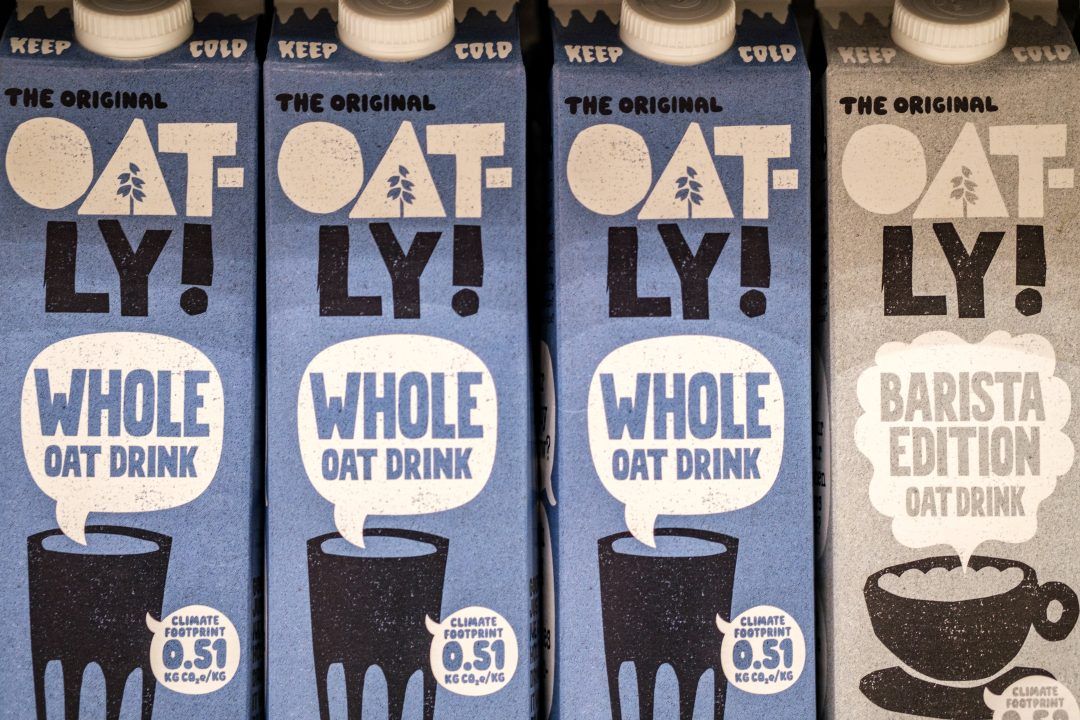 KEEP COLD
THE ORIGINAL
OAT-
LY!
WHOLE
OAT DRINK
CLIMATE
FOOTPRINT
0.51
KG CO₂e/KG
KEEP COLD
THE ORIGINAL
OAT-
LY!
WHOLE
OAT DRINK
CLIMATE
FOOTPRINT
0.51
KG CO₂e/KG
KEEP COLD
THE ORIGINAL
OAT-
LY!
WHOLE
OAT DRINK
CLIMATE
FOOTPRINT
0.51
KG CO₂e/KG
KEEP COLD
THE ORIGINAL
OAT-
LY!
BARISTA
EDITION
OAT DRINK
CLIMATE
FOOTPRINT